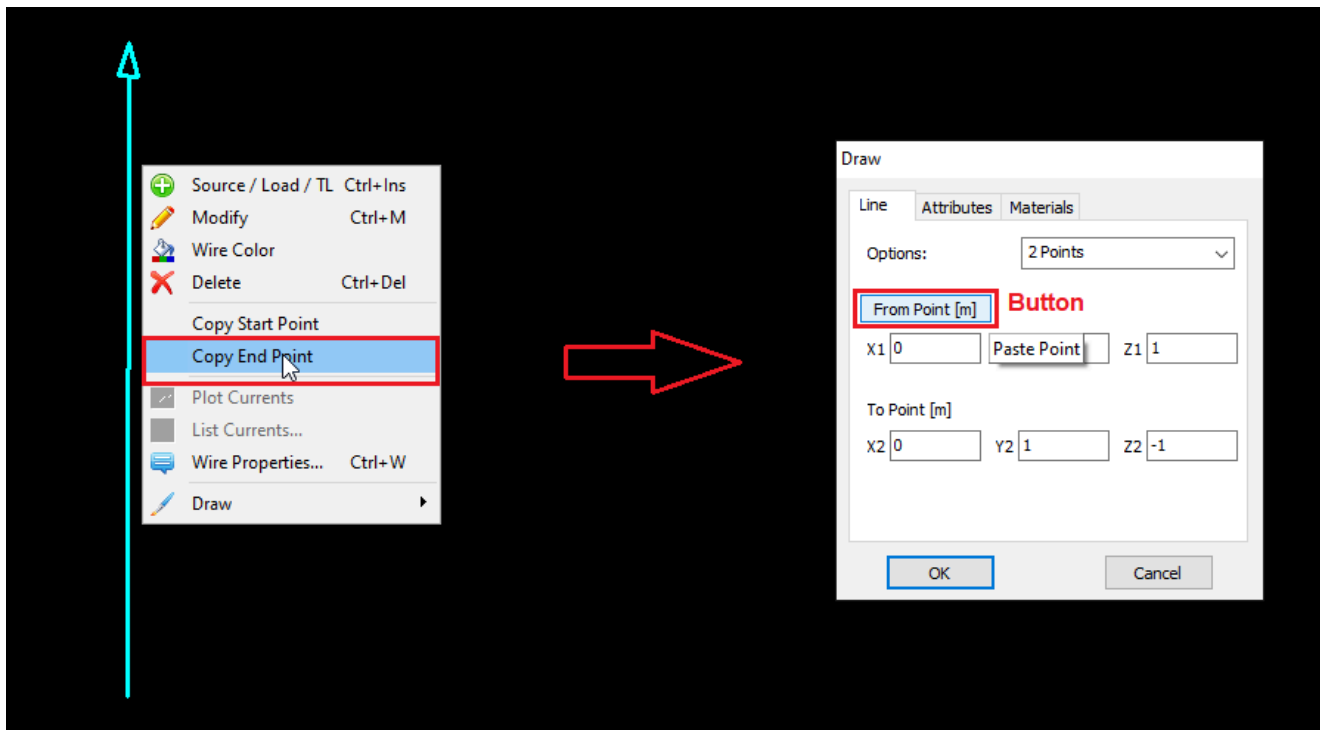 Source / Load / TL Ctrl+Ins
Modify Ctrl+M
Wire Color
Delete Ctrl+Del
Copy Start Point
Copy End Point
Plot Currents
List Currents...
Wire Properties... Ctrl+W
Draw
Draw
Line Attributes Materials
Options: 2 Points
From Point [m] Button
X1 0 Paste Point Z1 1
To Point [m]
X2 0 Y2 1 Z2 -1
OK Cancel